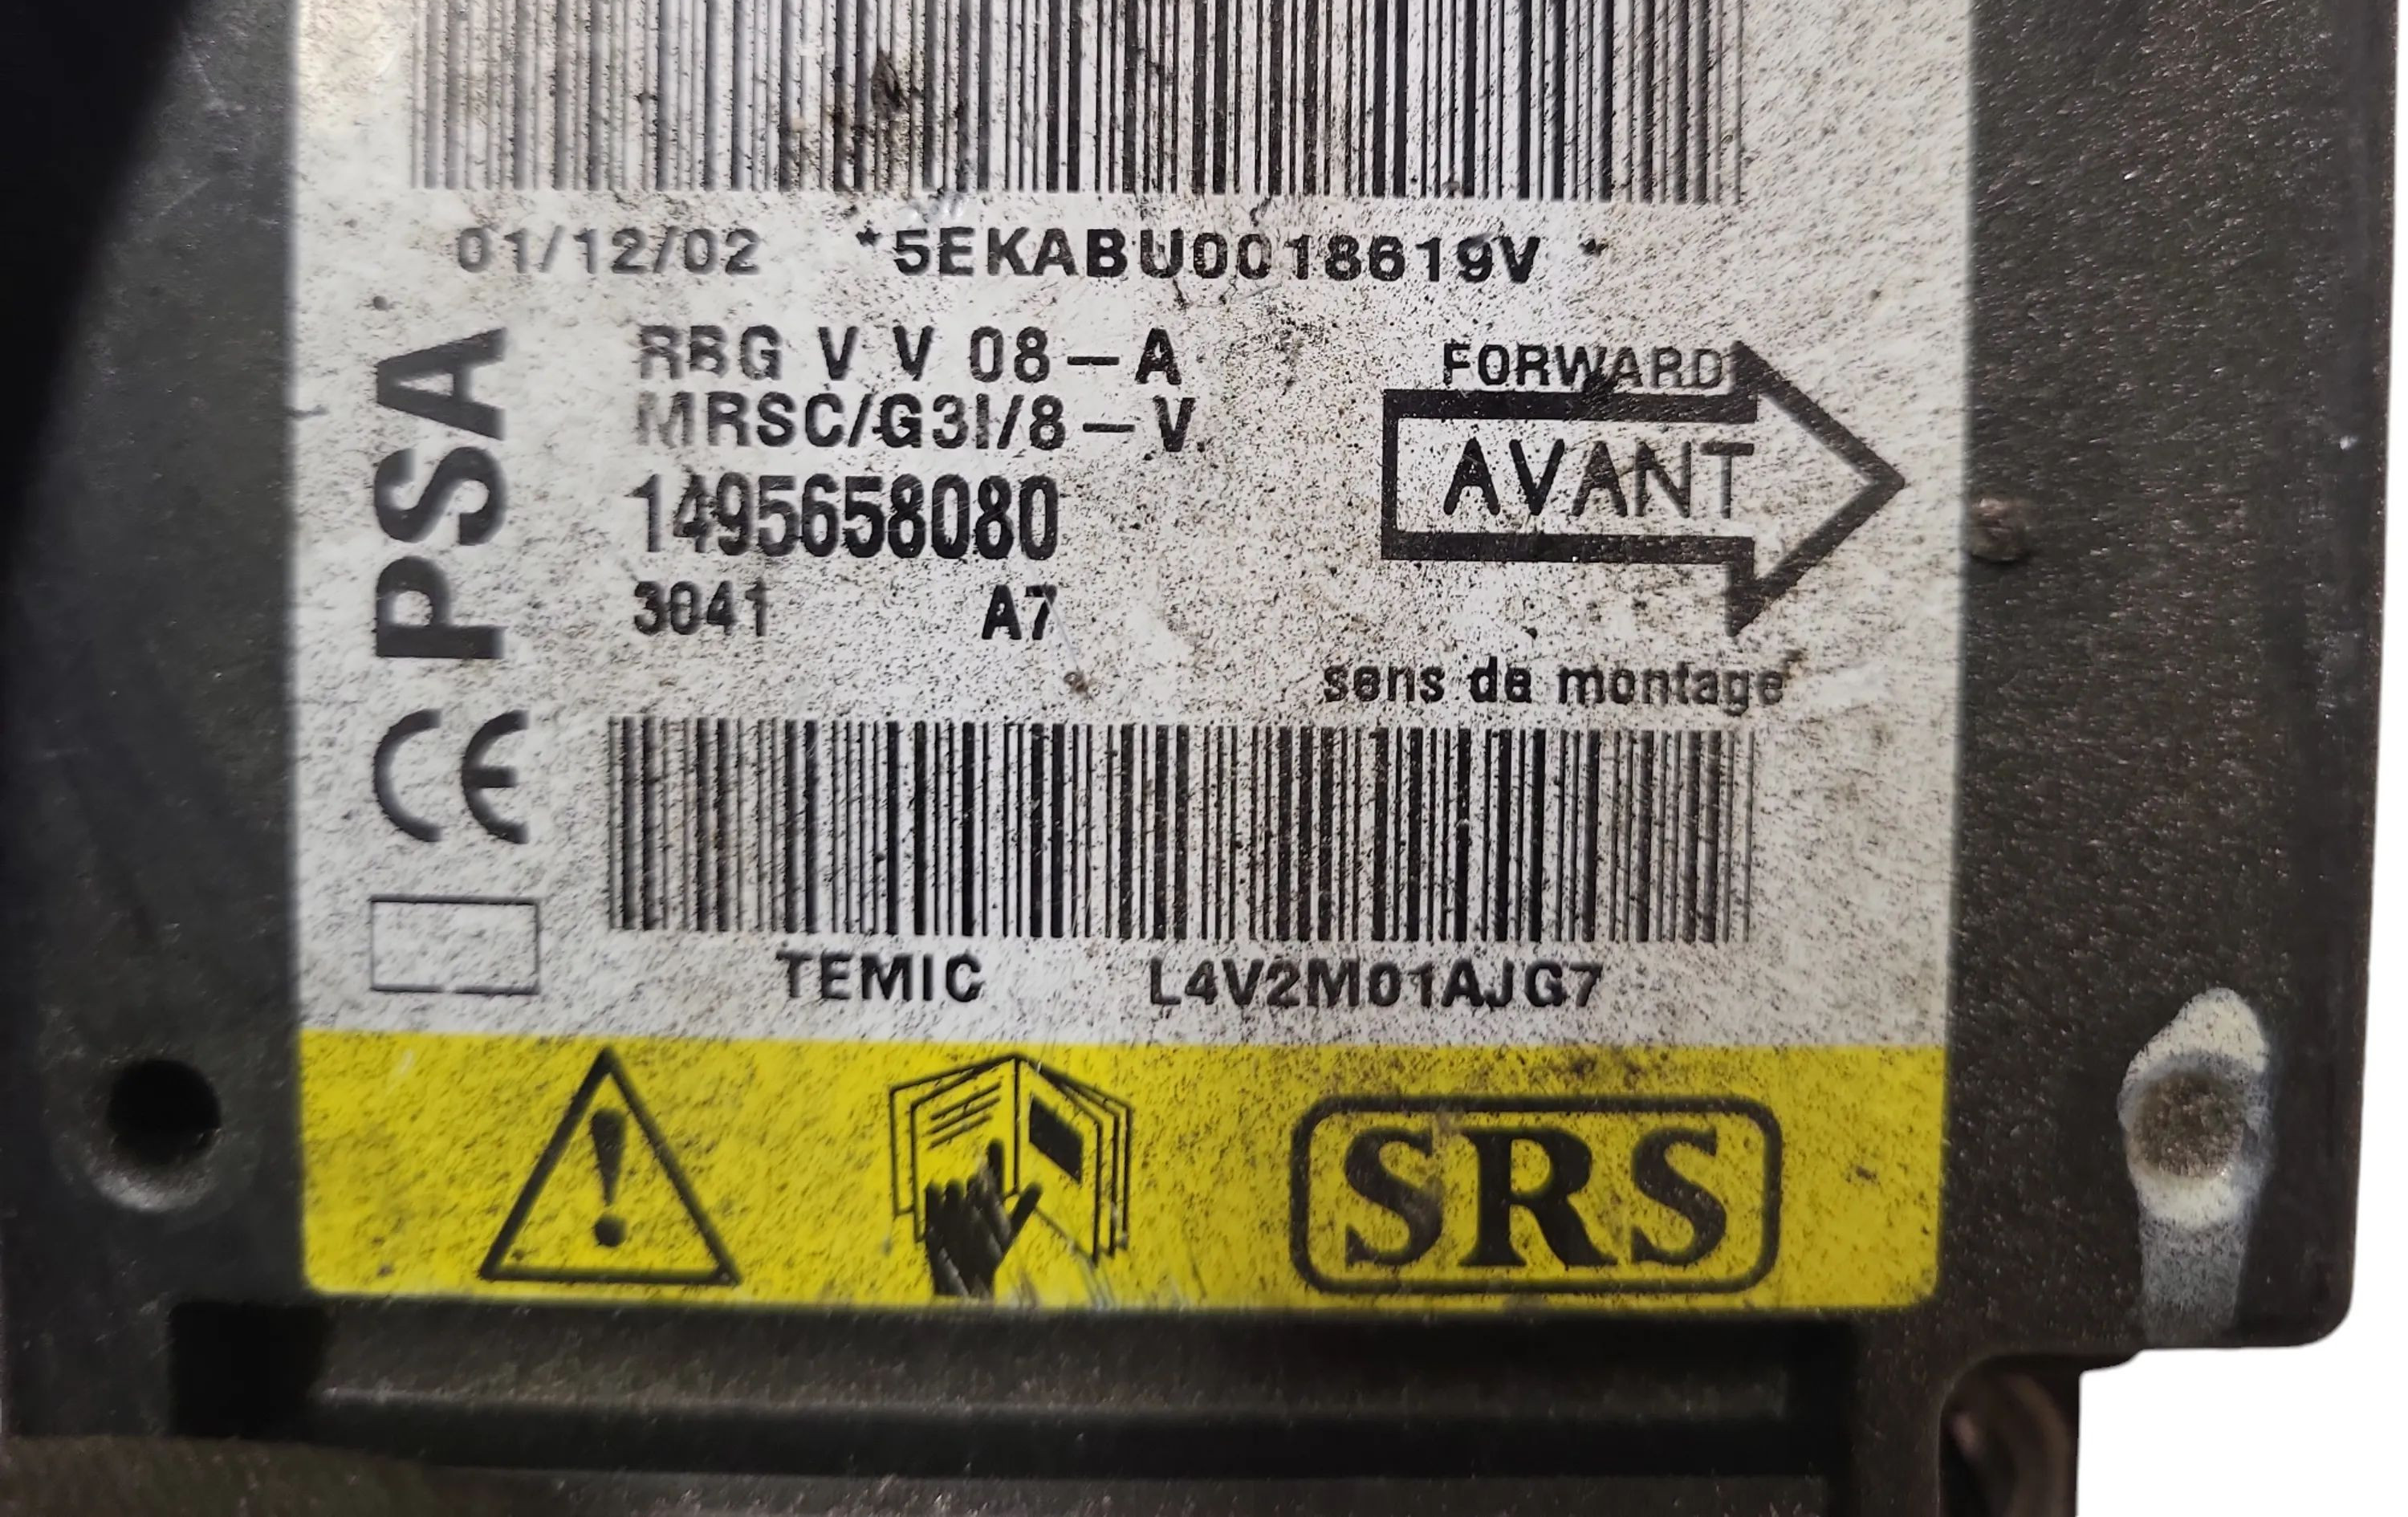 01/12/02 *5EKABU0018619V *
RBG V V 08-A
MRSC/G3I/8-V
1495658080
3041 A7
PSA
CE
FORWARD
AVANT
sens de montage
TEMIC L4V2M01AJG7
SRS